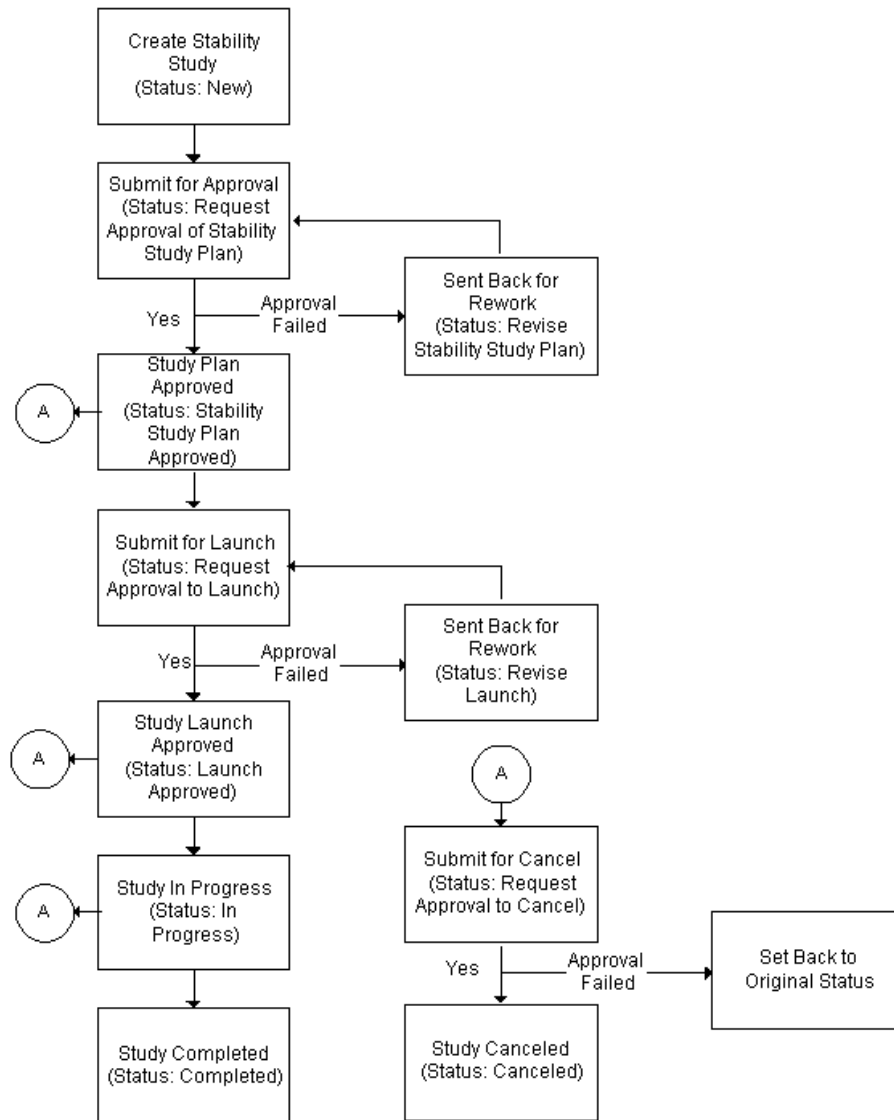 Create Stability
Study
(Status: New)
Submit for Approval
(Status: Request
Approval of Stability
Study Plan)
Sent Back for
Rework
(Status: Revise
Stability Study Plan)
Yes
Approval
Failed
Study Plan
Approved
(Status: Stability
Study Plan
Approved)
A
Submit for Launch
(Status: Request
Approval to Launch)
Sent Back for
Rework
(Status: Revise
Launch)
Yes
Approval
Failed
Study Launch
Approved
(Status: Launch
Approved)
A
A
Study In Progress
(Status: In
Progress)
A
Submit for Cancel
(Status: Request
Approval to Cancel)
Yes
Approval
Failed
Set Back to
Original Status
Study Completed
(Status: Completed)
Study Canceled
(Status: Canceled)